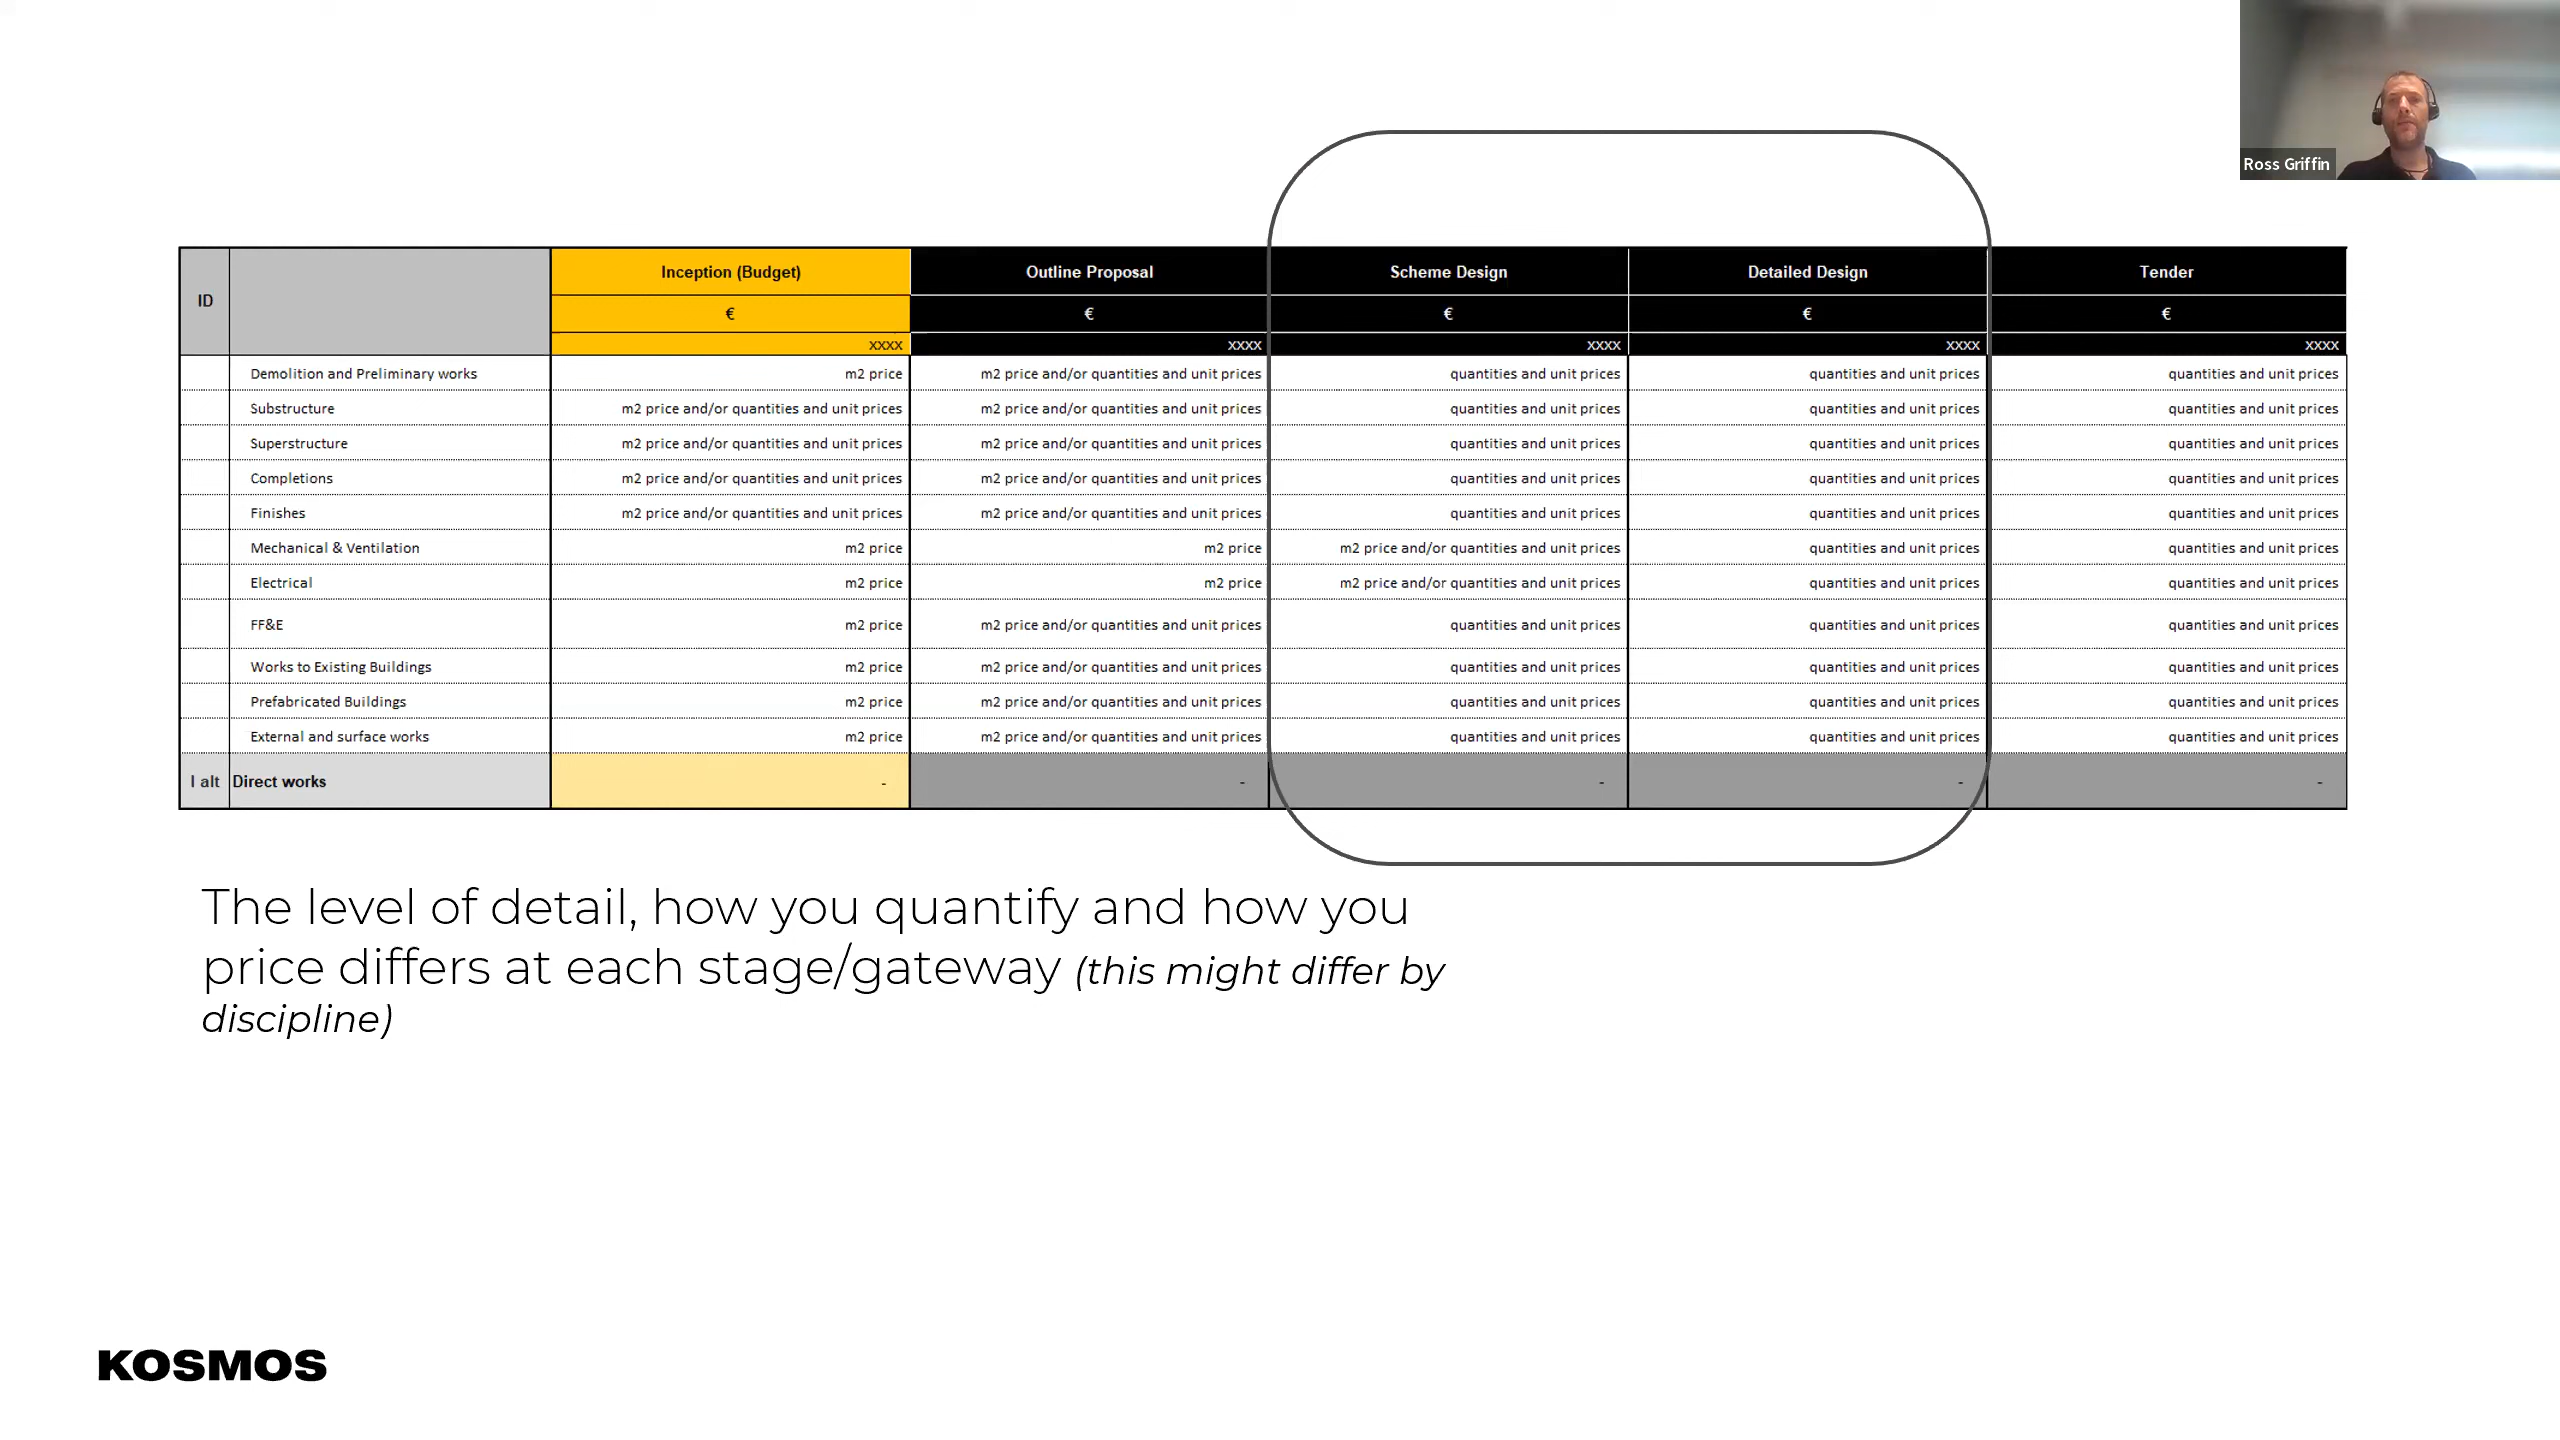 Ross Griffin
ID Inception (Budget) Outline Proposal Scheme Design Detailed Design Tender
€ € € € €
xxxx xxxx xxxx xxxx xxxx
Demolition and Preliminary works m2 price m2 price and/or quantities and unit prices quantities and unit prices quantities and unit prices quantities and unit prices
Substructure m2 price and/or quantities and unit prices m2 price and/or quantities and unit prices quantities and unit prices quantities and unit prices quantities and unit prices
Superstructure m2 price and/or quantities and unit prices m2 price and/or quantities and unit prices quantities and unit prices quantities and unit prices quantities and unit prices
Completions m2 price and/or quantities and unit prices m2 price and/or quantities and unit prices quantities and unit prices quantities and unit prices quantities and unit prices
Finishes m2 price and/or quantities and unit prices m2 price and/or quantities and unit prices quantities and unit prices quantities and unit prices quantities and unit prices
Mechanical & Ventilation m2 price m2 price m2 price and/or quantities and unit prices quantities and unit prices quantities and unit prices
Electrical m2 price m2 price m2 price and/or quantities and unit prices quantities and unit prices quantities and unit prices
FF&E m2 price m2 price and/or quantities and unit prices quantities and unit prices quantities and unit prices quantities and unit prices
Works to Existing Buildings m2 price m2 price and/or quantities and unit prices quantities and unit prices quantities and unit prices quantities and unit prices
Prefabricated Buildings m2 price m2 price and/or quantities and unit prices quantities and unit prices quantities and unit prices quantities and unit prices
External and surface works m2 price m2 price and/or quantities and unit prices quantities and unit prices quantities and unit prices quantities and unit prices
I alt Direct works - - - - -
The level of detail, how you quantify and how you
price differs at each stage/gateway (this might differ by
discipline)
KOSMOS